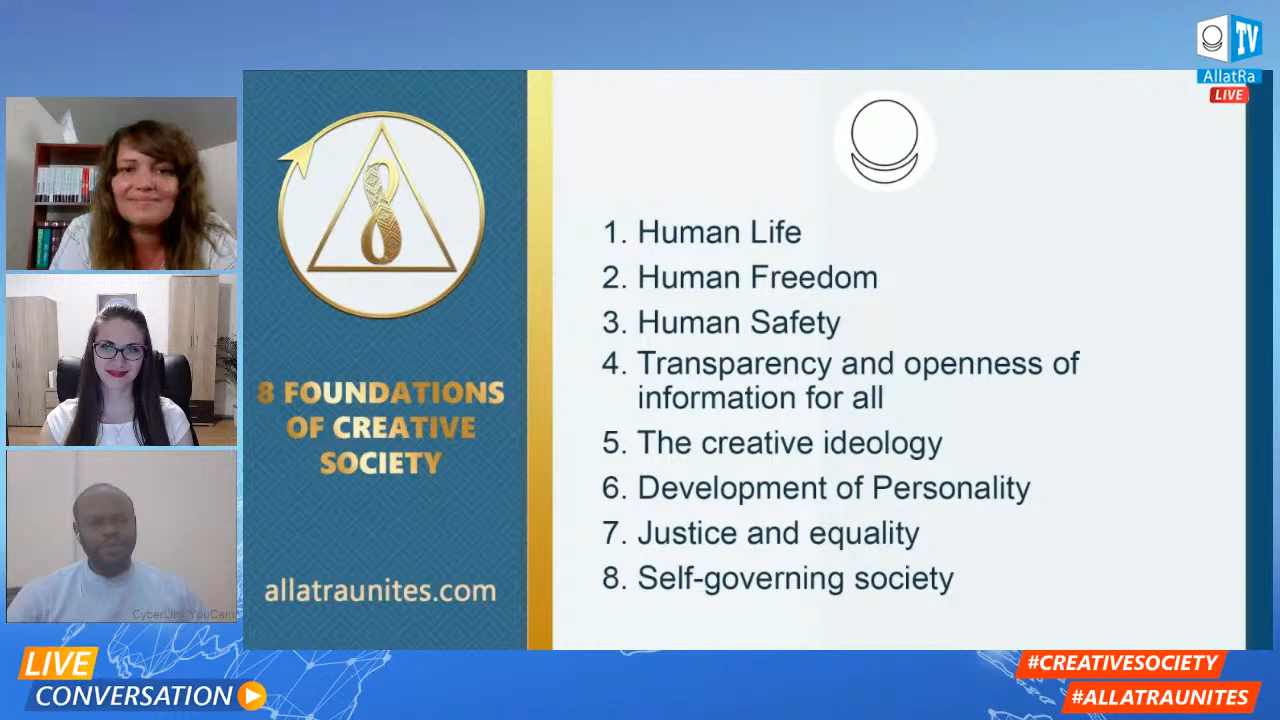 TV
AllatRa
LIVE
8 FOUNDATIONS
OF CREATIVE
SOCIETY
allatraunites.com
1. Human Life
2. Human Freedom
3. Human Safety
4. Transparency and openness of
information for all
5. The creative ideology
6. Development of Personality
7. Justice and equality
8. Self-governing society
CyberLink YouCam
LIVE
CONVERSATION
#CREATIVESOCIETY
#ALLATRAUNITES